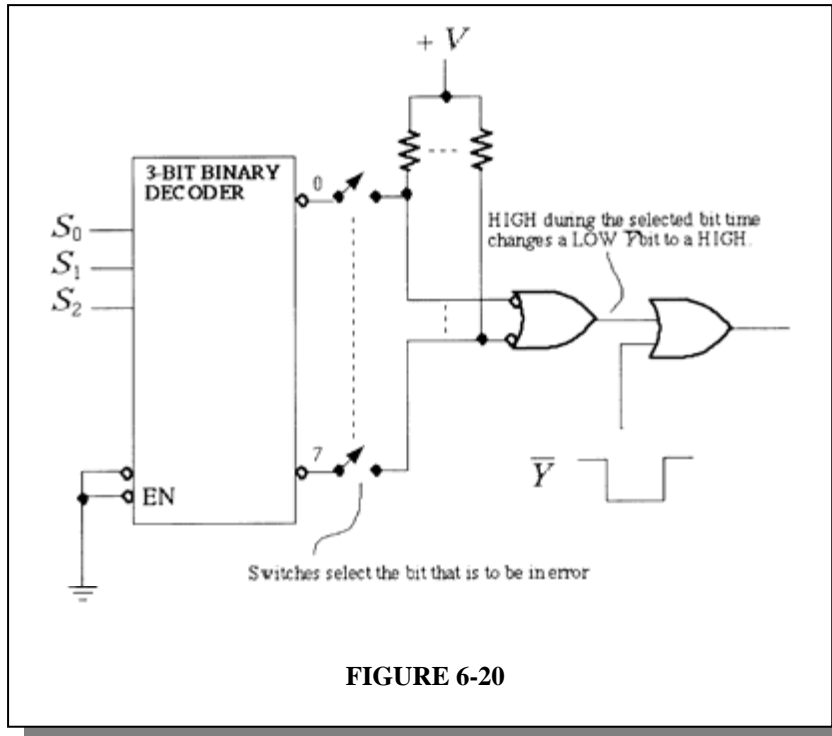 + V
3-BIT BINARY
DECODER
0
S₀
S₁
S₂
HIGH during the selected bit time
changes a LOW Y̅ bit to a HIGH.
7
EN
Y̅
Switches select the bit that is to be in error
FIGURE 6-20